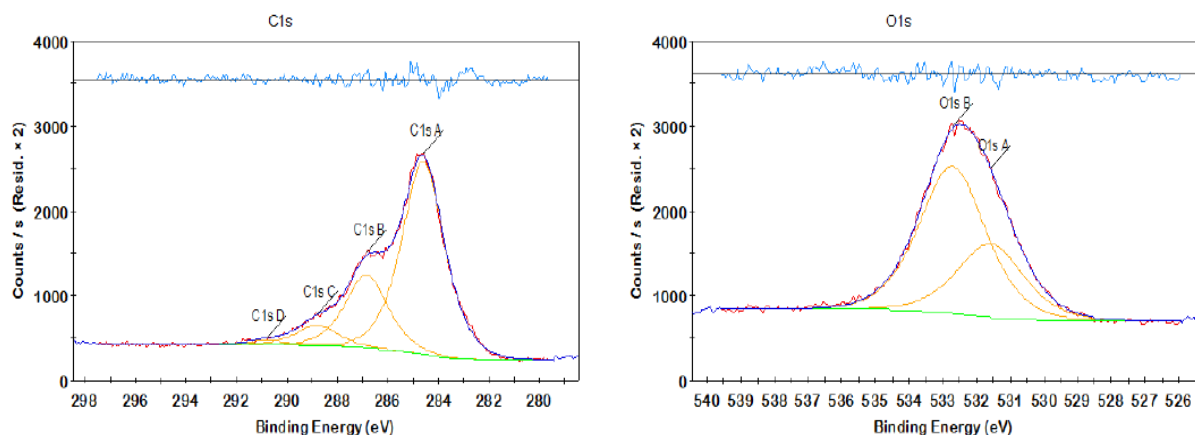 C1s
Counts / s (Resid. × 2)
4000
3000
2000
1000
0
C1s A
C1s B
C1s C
C1s D
298 296 294 292 290 288 286 284 282 280
Binding Energy (eV)
O1s
Counts / s (Resid. × 2)
4000
3000
2000
1000
0
O1s B
O1s A
540 539 538 537 536 535 534 533 532 531 530 529 528 527 526
Binding Energy (eV)